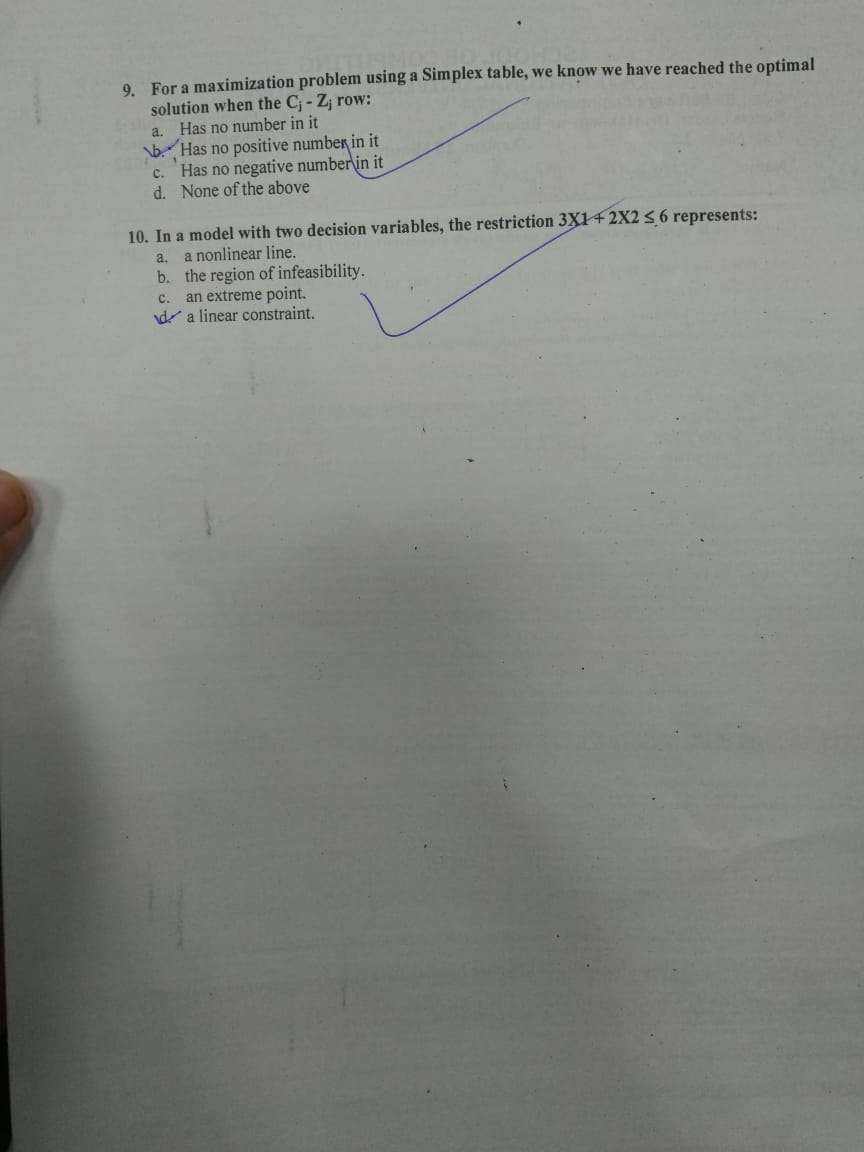 9. For a maximization problem using a Simplex table, we know we have reached the optimal
solution when the Cj - Zj row:
a. Has no number in it
b. Has no positive number in it
c. Has no negative number in it
d. None of the above
10. In a model with two decision variables, the restriction 3X1 + 2X2 ≤ 6 represents:
a. a nonlinear line.
b. the region of infeasibility.
c. an extreme point.
d. a linear constraint.